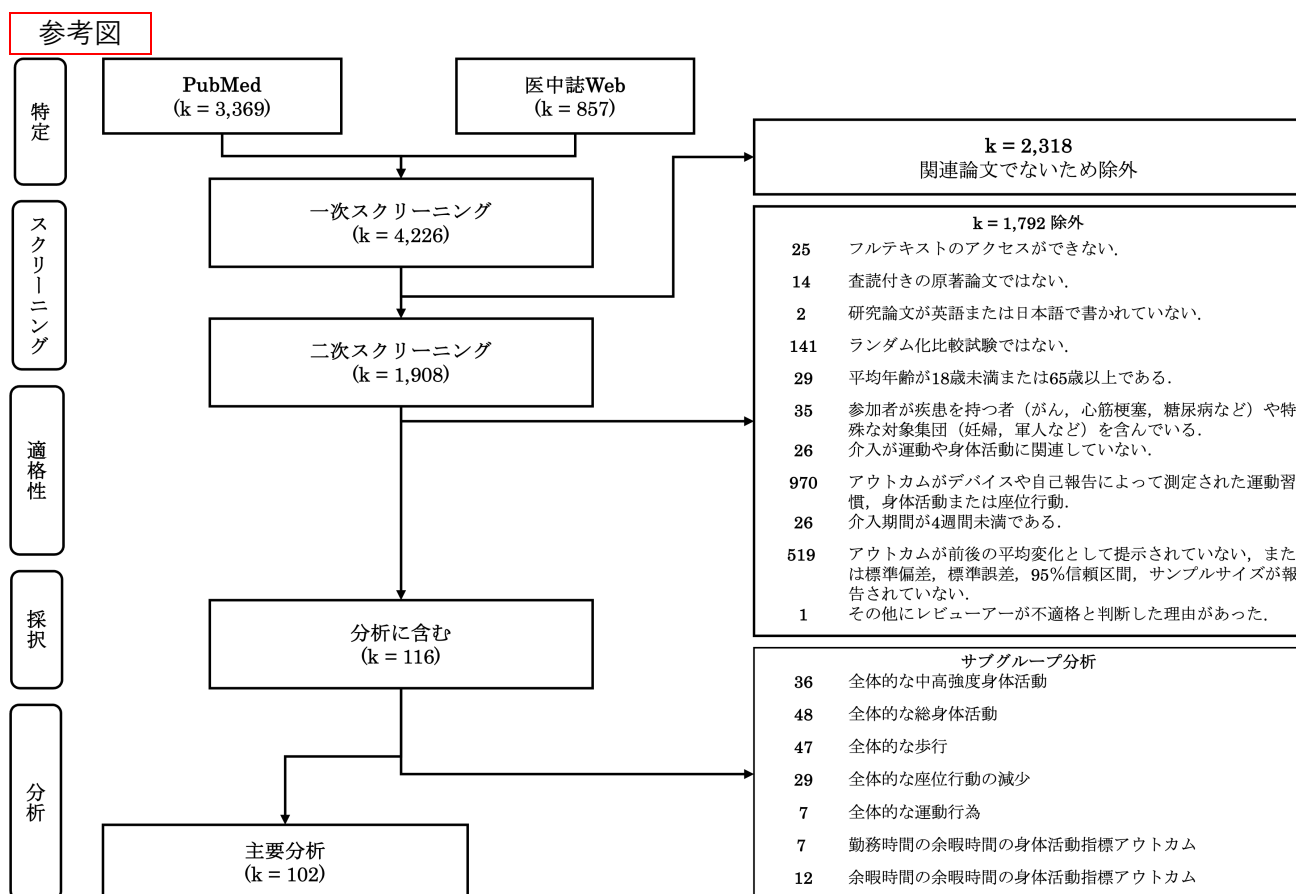 参考図
特定
PubMed
(k = 3,369)
医中誌Web
(k = 857)
k = 2,318
関連論文でないため除外
スクリーニング
一次スクリーニング
(k = 4,226)
二次スクリーニング
(k = 1,908)
k = 1,792 除外
25 フルテキストのアクセスができない.
14 査読付きの原著論文ではない.
2 研究論文が英語または日本語で書かれていない.
141 ランダム化比較試験ではない.
29 平均年齢が18歳未満または65歳以上である.
35 参加者が疾患を持つ者（がん，心筋梗塞，糖尿病など）や特
殊な対象集団（妊婦，軍人など）を含んでいる.
26 介入が運動や身体活動に関連していない.
970 アウトカムがデバイスや自己報告によって測定された運動習
慣，身体活動または座位行動.
26 介入期間が4週間未満である.
519 アウトカムが前後の平均変化として提示されていない，また
は標準偏差，標準誤差，95%信頼区間，サンプルサイズが報
告されていない.
1 その他にレビューアーが不適格と判断した理由があった.
適格性
採択
分析に含む
(k = 116)
サブグループ分析
36 全体的な中高強度身体活動
48 全体的な総身体活動
47 全体的な歩行
29 全体的な座位行動の減少
7 全体的な運動行為
7 勤務時間の余暇時間の身体活動指標アウトカム
12 余暇時間の余暇時間の身体活動指標アウトカム
分析
主要分析
(k = 102)